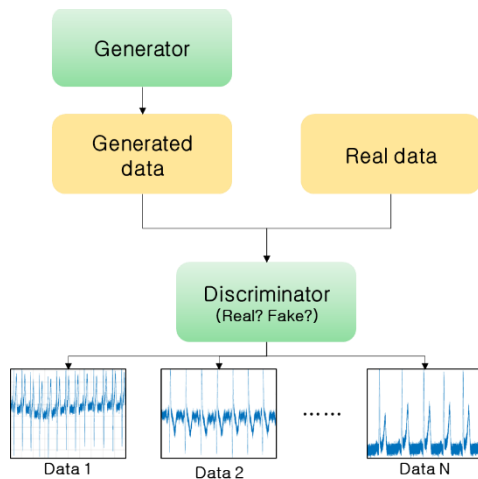 Generator
Generated
data
Real data
Discriminator
(Real? Fake?)
......
Data 1
Data 2
Data N